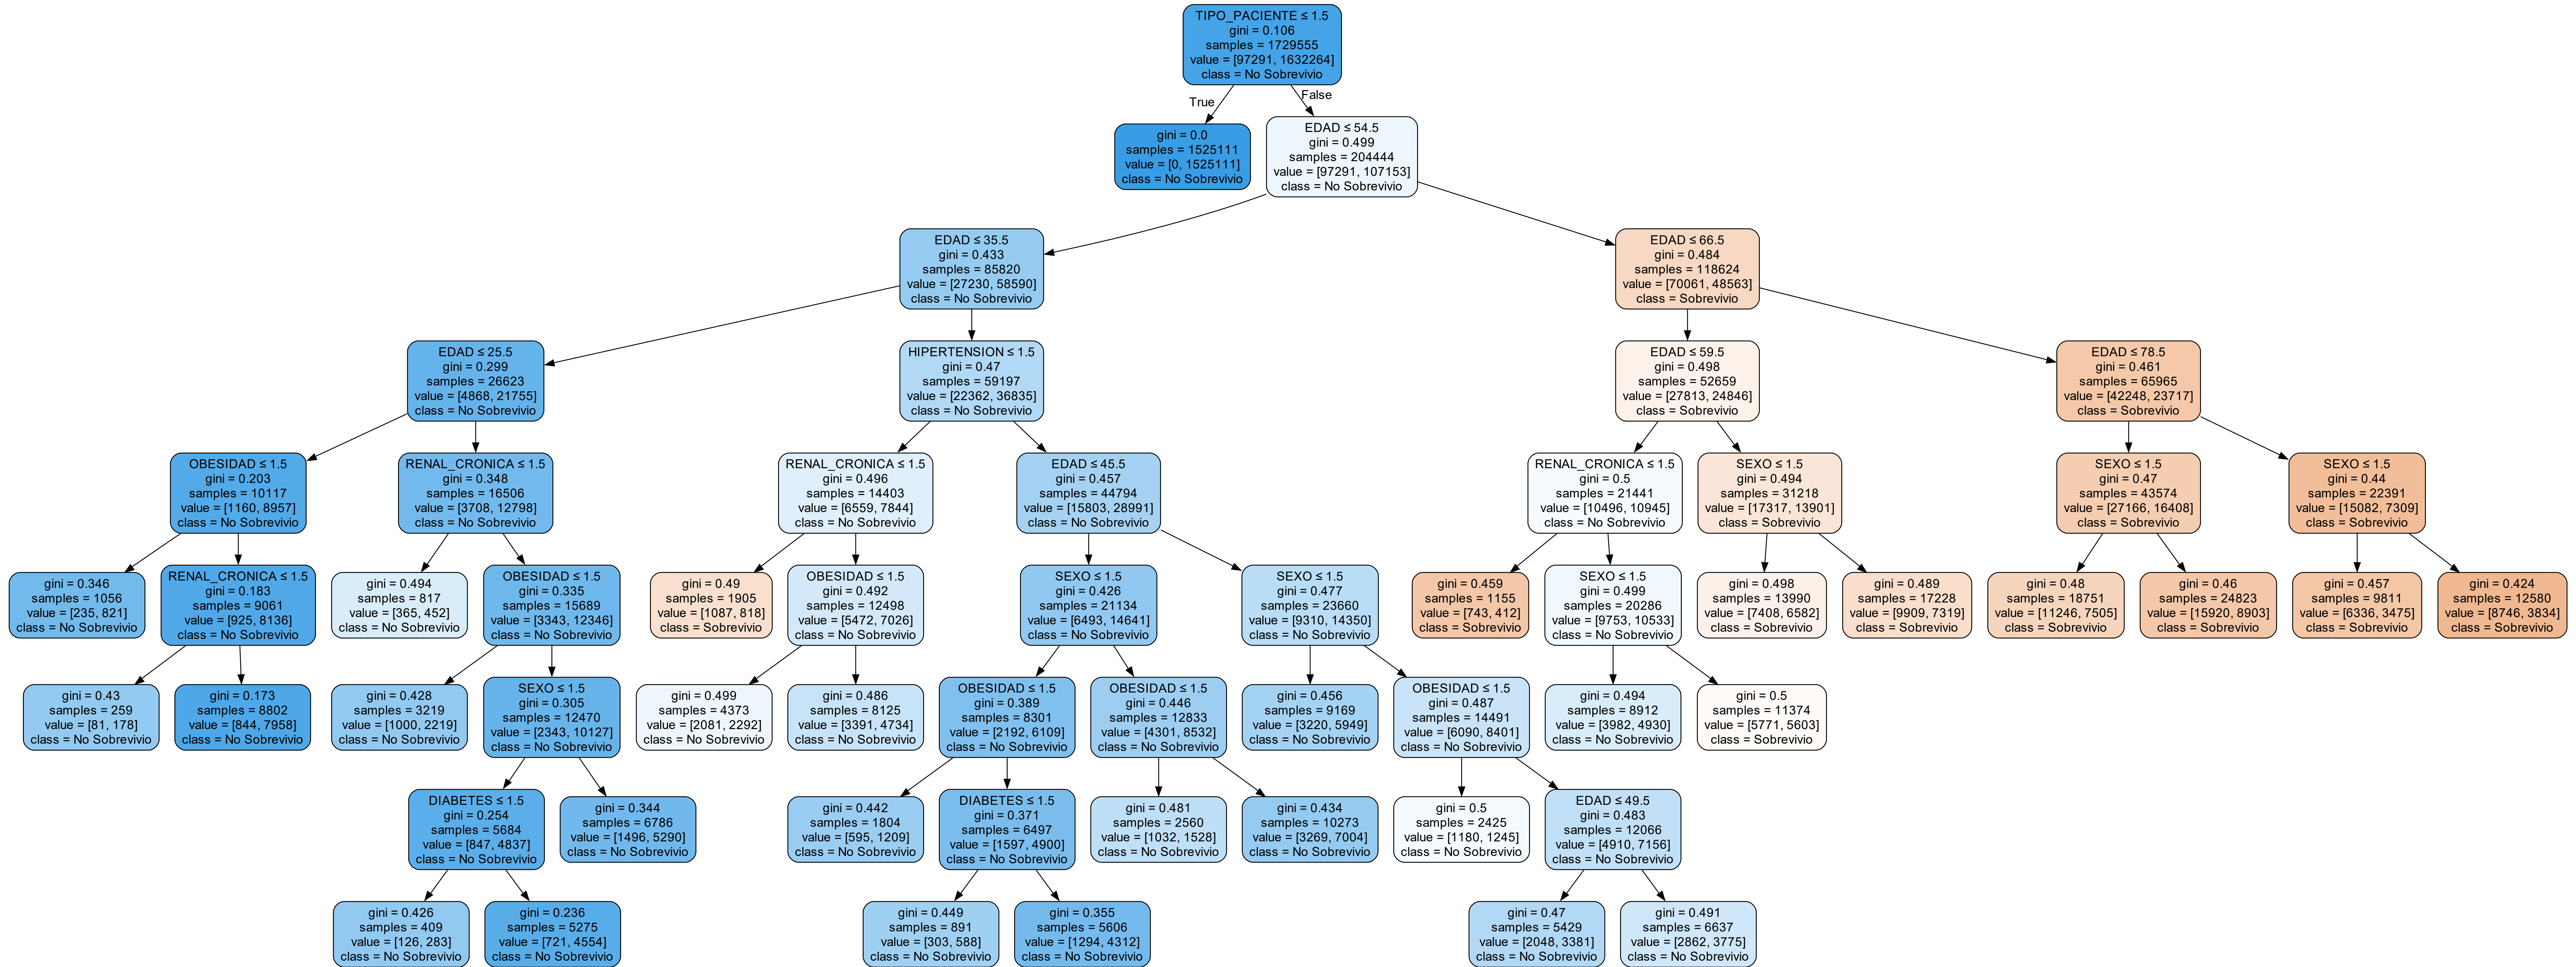 TIPO_PACIENTE ≤ 1.5
gini = 0.106
samples = 1729555
value = [97291, 1632264]
class = No Sobrevivio
True
False
gini = 0.0
samples = 1525111
value = [0, 1525111]
class = No Sobrevivio
EDAD ≤ 54.5
gini = 0.499
samples = 204444
value = [97291, 107153]
class = No Sobrevivio
EDAD ≤ 35.5
gini = 0.433
samples = 85820
value = [27230, 58590]
class = No Sobrevivio
EDAD ≤ 66.5
gini = 0.484
samples = 118624
value = [70061, 48563]
class = Sobrevivio
EDAD ≤ 25.5
gini = 0.299
samples = 26623
value = [4868, 21755]
class = No Sobrevivio
HIPERTENSION ≤ 1.5
gini = 0.47
samples = 59197
value = [22362, 36835]
class = No Sobrevivio
EDAD ≤ 59.5
gini = 0.498
samples = 52659
value = [27813, 24846]
class = Sobrevivio
EDAD ≤ 78.5
gini = 0.461
samples = 65965
value = [42248, 23717]
class = Sobrevivio
OBESIDAD ≤ 1.5
gini = 0.203
samples = 10117
value = [1160, 8957]
class = No Sobrevivio
RENAL_CRONICA ≤ 1.5
gini = 0.348
samples = 16506
value = [3708, 12798]
class = No Sobrevivio
RENAL_CRONICA ≤ 1.5
gini = 0.496
samples = 14403
value = [6559, 7844]
class = No Sobrevivio
EDAD ≤ 45.5
gini = 0.457
samples = 44794
value = [15803, 28991]
class = No Sobrevivio
RENAL_CRONICA ≤ 1.5
gini = 0.5
samples = 21441
value = [10496, 10945]
class = No Sobrevivio
SEXO ≤ 1.5
gini = 0.494
samples = 31218
value = [17317, 13901]
class = Sobrevivio
SEXO ≤ 1.5
gini = 0.47
samples = 43574
value = [27166, 16408]
class = Sobrevivio
SEXO ≤ 1.5
gini = 0.44
samples = 22391
value = [15082, 7309]
class = Sobrevivio
gini = 0.346
samples = 1056
value = [235, 821]
class = No Sobrevivio
RENAL_CRONICA ≤ 1.5
gini = 0.183
samples = 9061
value = [925, 8136]
class = No Sobrevivio
gini = 0.494
samples = 817
value = [365, 452]
class = No Sobrevivio
OBESIDAD ≤ 1.5
gini = 0.335
samples = 15689
value = [3343, 12346]
class = No Sobrevivio
gini = 0.49
samples = 1905
value = [1087, 818]
class = Sobrevivio
OBESIDAD ≤ 1.5
gini = 0.492
samples = 12498
value = [5472, 7026]
class = No Sobrevivio
SEXO ≤ 1.5
gini = 0.426
samples = 21134
value = [6493, 14641]
class = No Sobrevivio
SEXO ≤ 1.5
gini = 0.477
samples = 23660
value = [9310, 14350]
class = No Sobrevivio
gini = 0.459
samples = 1155
value = [743, 412]
class = Sobrevivio
SEXO ≤ 1.5
gini = 0.499
samples = 20286
value = [9753, 10533]
class = No Sobrevivio
gini = 0.498
samples = 13990
value = [7408, 6582]
class = Sobrevivio
gini = 0.489
samples = 17228
value = [9909, 7319]
class = Sobrevivio
gini = 0.48
samples = 18751
value = [11246, 7505]
class = Sobrevivio
gini = 0.46
samples = 24823
value = [15920, 8903]
class = Sobrevivio
gini = 0.457
samples = 9811
value = [6336, 3475]
class = Sobrevivio
gini = 0.424
samples = 12580
value = [8746, 3834]
class = Sobrevivio
gini = 0.43
samples = 259
value = [81, 178]
class = No Sobrevivio
gini = 0.173
samples = 8802
value = [844, 7958]
class = No Sobrevivio
gini = 0.428
samples = 3219
value = [1000, 2219]
class = No Sobrevivio
SEXO ≤ 1.5
gini = 0.305
samples = 12470
value = [2343, 10127]
class = No Sobrevivio
gini = 0.499
samples = 4373
value = [2081, 2292]
class = No Sobrevivio
gini = 0.486
samples = 8125
value = [3391, 4734]
class = No Sobrevivio
OBESIDAD ≤ 1.5
gini = 0.389
samples = 8301
value = [2192, 6109]
class = No Sobrevivio
OBESIDAD ≤ 1.5
gini = 0.446
samples = 12833
value = [4301, 8532]
class = No Sobrevivio
gini = 0.456
samples = 9169
value = [3220, 5949]
class = No Sobrevivio
OBESIDAD ≤ 1.5
gini = 0.487
samples = 14491
value = [6090, 8401]
class = No Sobrevivio
gini = 0.494
samples = 8912
value = [3982, 4930]
class = No Sobrevivio
gini = 0.5
samples = 11374
value = [5771, 5603]
class = Sobrevivio
DIABETES ≤ 1.5
gini = 0.254
samples = 5684
value = [847, 4837]
class = No Sobrevivio
gini = 0.344
samples = 6786
value = [1496, 5290]
class = No Sobrevivio
gini = 0.442
samples = 1804
value = [595, 1209]
class = No Sobrevivio
DIABETES ≤ 1.5
gini = 0.371
samples = 6497
value = [1597, 4900]
class = No Sobrevivio
gini = 0.481
samples = 2560
value = [1032, 1528]
class = No Sobrevivio
gini = 0.434
samples = 10273
value = [3269, 7004]
class = No Sobrevivio
gini = 0.5
samples = 2425
value = [1180, 1245]
class = No Sobrevivio
EDAD ≤ 49.5
gini = 0.483
samples = 12066
value = [4910, 7156]
class = No Sobrevivio
gini = 0.426
samples = 409
value = [126, 283]
class = No Sobrevivio
gini = 0.236
samples = 5275
value = [721, 4554]
class = No Sobrevivio
gini = 0.449
samples = 891
value = [303, 588]
class = No Sobrevivio
gini = 0.355
samples = 5606
value = [1294, 4312]
class = No Sobrevivio
gini = 0.47
samples = 5429
value = [2048, 3381]
class = No Sobrevivio
gini = 0.491
samples = 6637
value = [2862, 3775]
class = No Sobrevivio